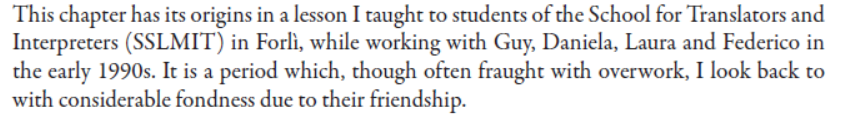 This chapter has its origins in a lesson I taught to students of the School for Translators and
Interpreters (SSLMIT) in Forlì, while working with Guy, Daniela, Laura and Federico in
the early 1990s. It is a period which, though often fraught with overwork, I look back to
with considerable fondness due to their friendship.